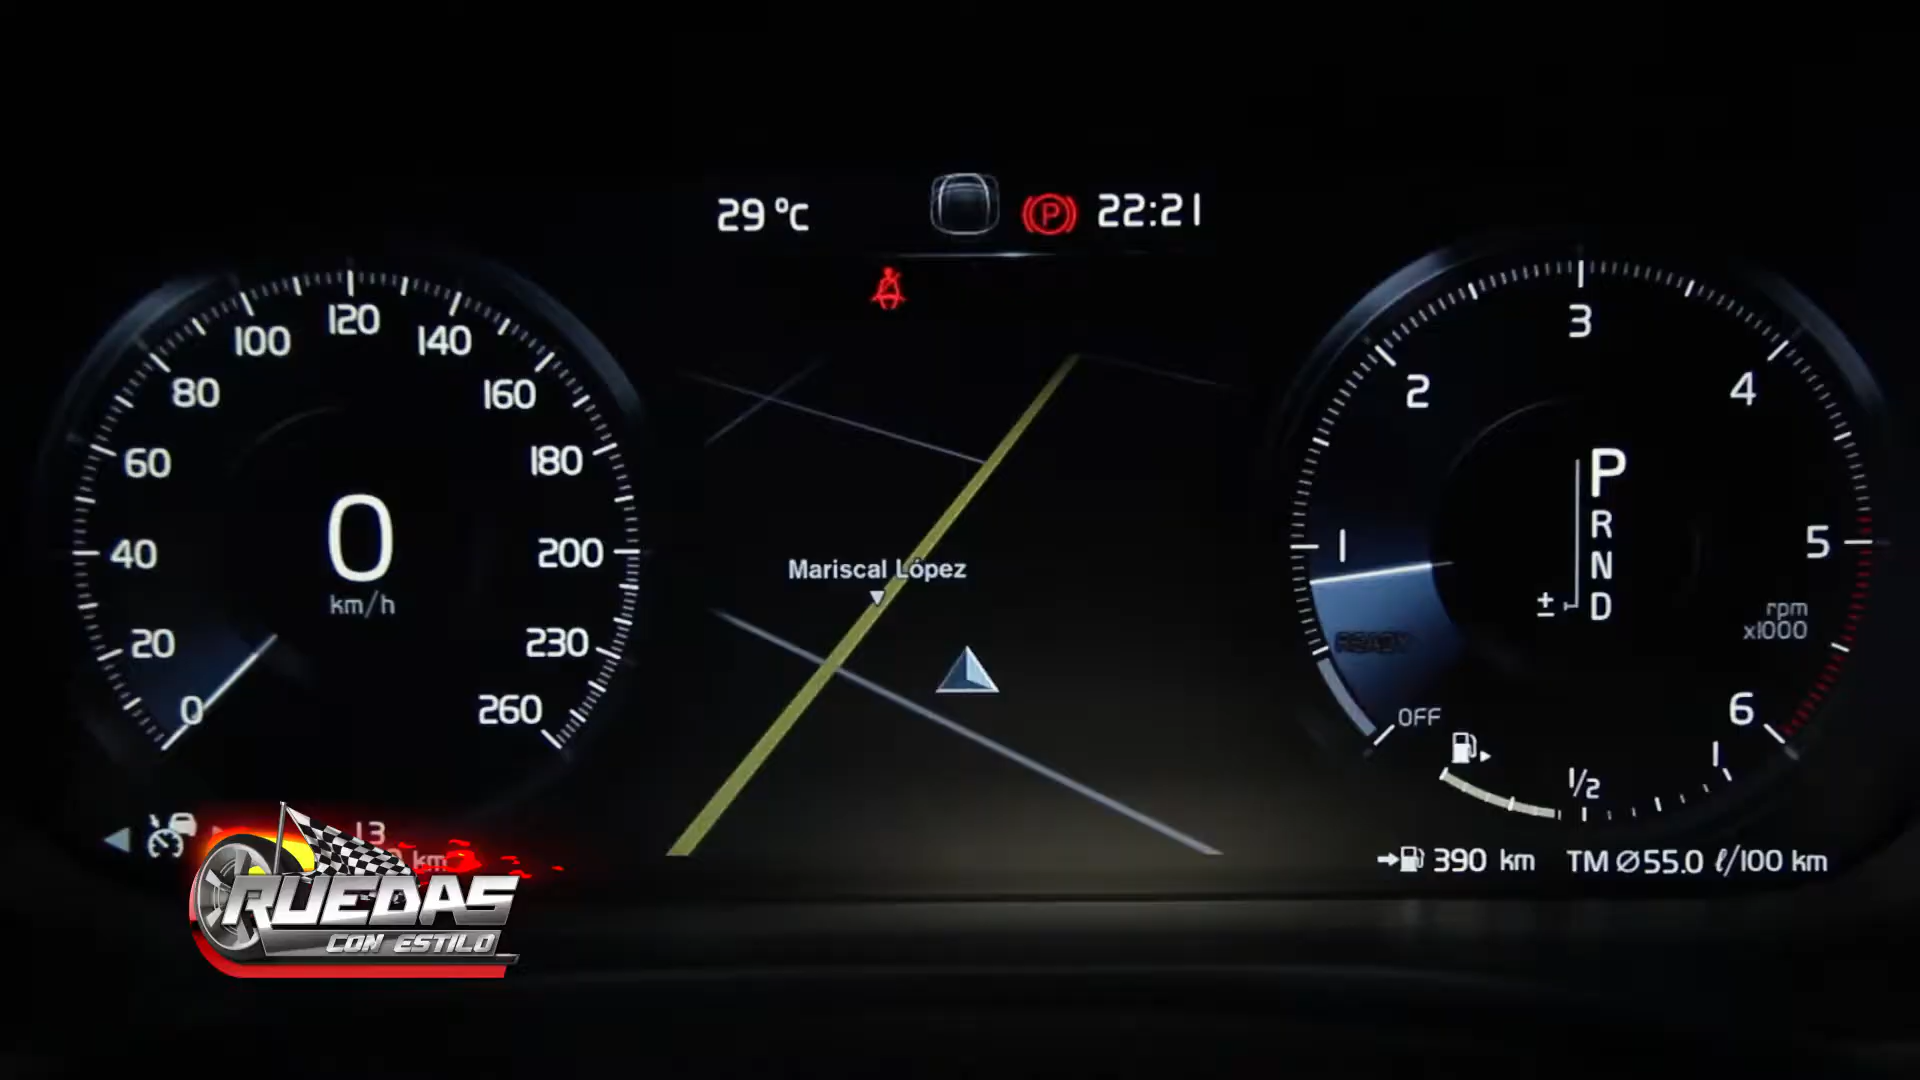 29 °C
P
22:21
0
20
40
60
80
100
120
140
160
180
200
230
260
0
km/h
Mariscal López
OFF
1
2
3
4
5
6
P
R
N
± D
rpm
x1000
1/2
1
390 km
TM Ø55.0 ℓ/100 km
km
RUEDAS
CON ESTILO